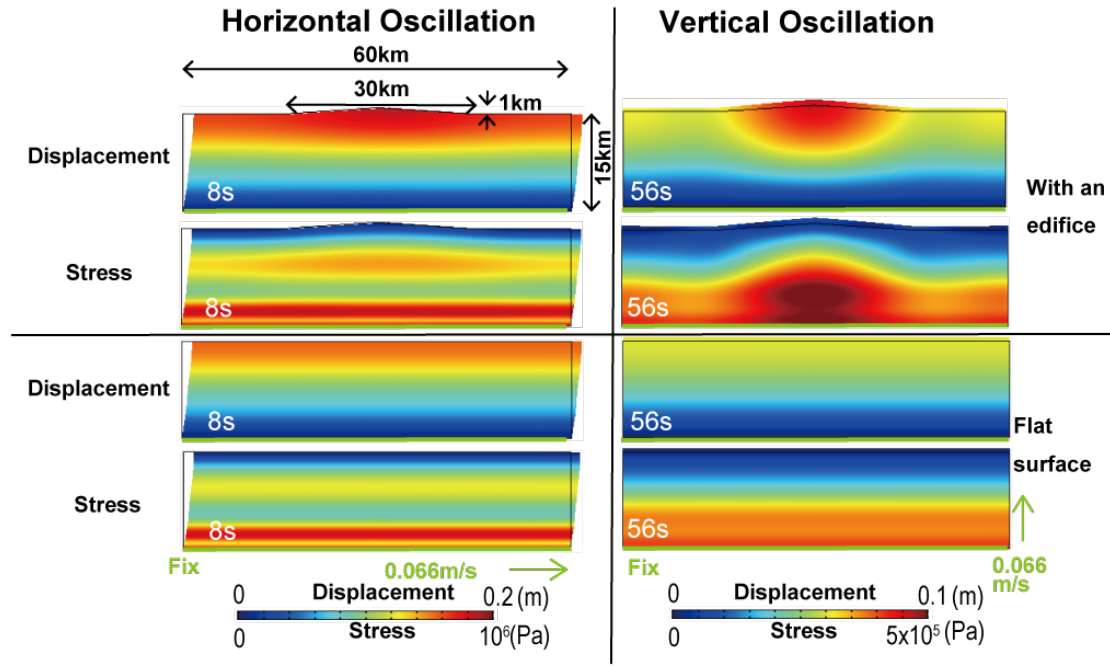 Horizontal Oscillation
Vertical Oscillation
60km
30km
1km
15km
Displacement
8s
56s
With an
edifice
Stress
8s
56s
Displacement
8s
56s
Flat
surface
Stress
8s
56s
Fix
0.066m/s
Fix
0.066
m/s
0 Displacement 0.2 (m)
0 Stress 10⁶(Pa)
0 Displacement 0.1 (m)
0 Stress 5x10⁵ (Pa)